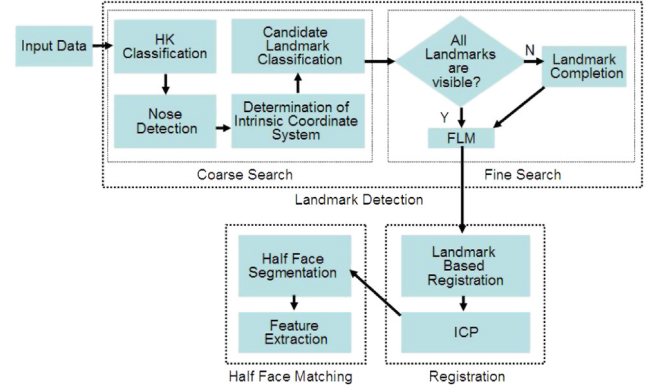 Input Data
HK
Classification
Nose
Detection
Candidate
Landmark
Classification
Determination of
Intrinsic Coordinate
System
Coarse Search
All
Landmarks
are
visible?
N
Y
Landmark
Completion
FLM
Fine Search
Landmark Detection
Half Face
Segmentation
Feature
Extraction
Half Face Matching
Landmark
Based
Registration
ICP
Registration